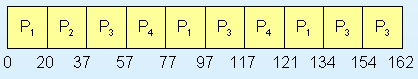 P₁ P₂ P₃ P₄ P₁ P₃ P₄ P₁ P₃ P₃
0 20 37 57 77 97 117 121 134 154 162